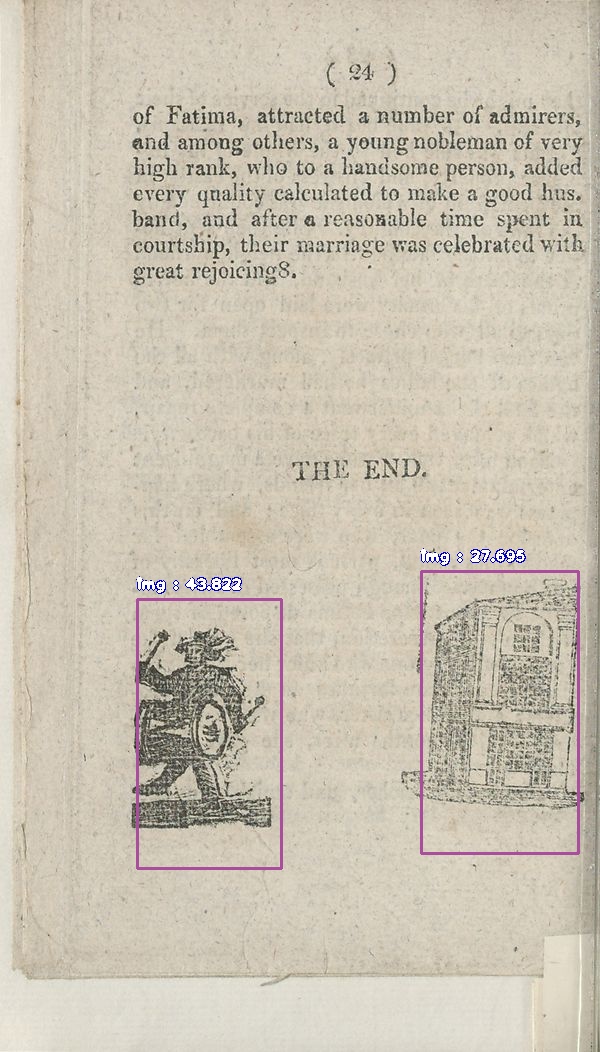 ( 24 )
of Fatima, attracted a number of admirers,
and among others, a young nobleman of very
high rank, who to a handsome person, added
every quality calculated to make a good hus.
band, and after a reasonable time spent in
courtship, their marriage was celebrated with
great rejoicing8.
THE END.
img : 27.695
img : 43.822